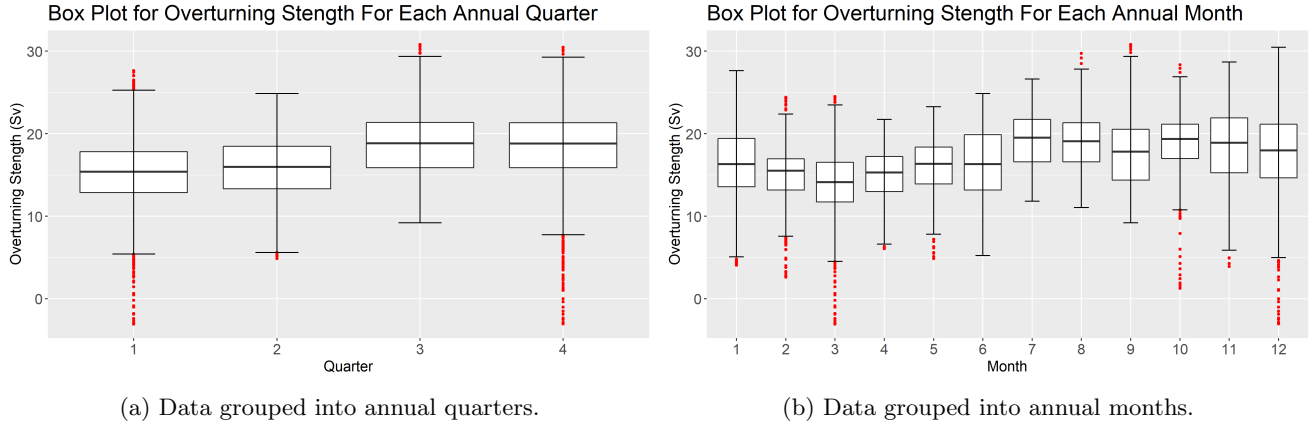 Box Plot for Overturning Stength For Each Annual Quarter
Overturning Stength (Sv)
30
20
10
0
1 2 3 4
Quarter
(a) Data grouped into annual quarters.
Box Plot for Overturning Stength For Each Annual Month
Overturning Stength (Sv)
30
20
10
0
1 2 3 4 5 6 7 8 9 10 11 12
Month
(b) Data grouped into annual months.